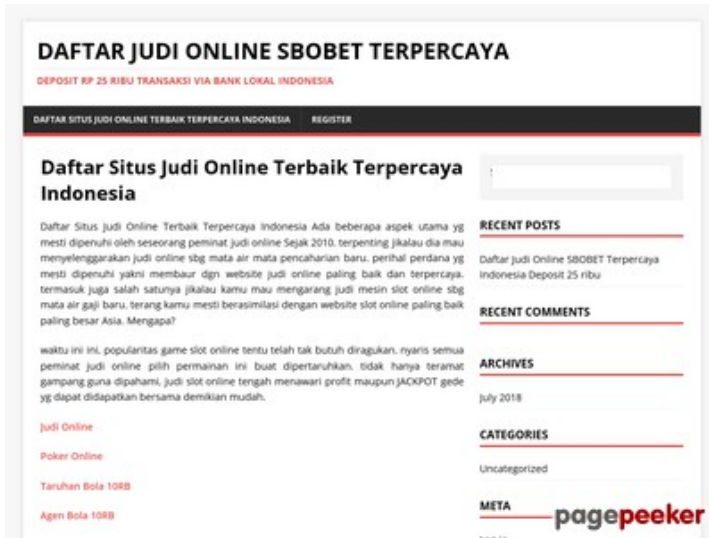 DAFTAR JUDI ONLINE SBOBET TERPERCAYA
DEPOSIT RP 25 RIBU TRANSAKSI VIA BANK LOKAL INDONESIA
DAFTAR SITUS JUDI ONLINE TERBAIK TERPERCAYA INDONESIA REGISTER
Daftar Situs Judi Online Terbaik Terpercaya
Indonesia
Daftar Situs Judi Online Terbaik Terpercaya Indonesia Ada beberapa aspek utama yg
mesti dipenuhi oleh seseorang peminat judi online Sejak 2010. terpenting jikalau dia mau
menyelenggarakan judi online sbg mata air mata pencaharian baru. perihal perdana yg
mesti dipenuhi yakni membaur dgn website judi online paling baik dan terpercaya.
termasuk juga salah satunya jikalau kamu mau mengarang judi mesin slot online sbg
mata air gaji baru. terang kamu mesti berasimilasi dengan website slot online paling baik
paling besar Asia. Mengapa?
waktu ini ini, popularitas game slot online tentu telah tak butuh diragukan. nyaris semua
peminat judi online pilih permainan ini buat dipertaruhkan. tidak hanya teramat
gampang guna dipahami, judi slot online tengah menawari profit maupun JACKPOT gede
yg dapat didapatkan bersama demikian mudah.
Judi Online
Poker Online
Taruhan Bola 10RB
Agen Bola 10RB
RECENT POSTS
Daftar Judi Online SBOBET Terpercaya
Indonesia Deposit 25 ribu
RECENT COMMENTS
ARCHIVES
July 2018
CATEGORIES
Uncategorized
META
pagepeeker